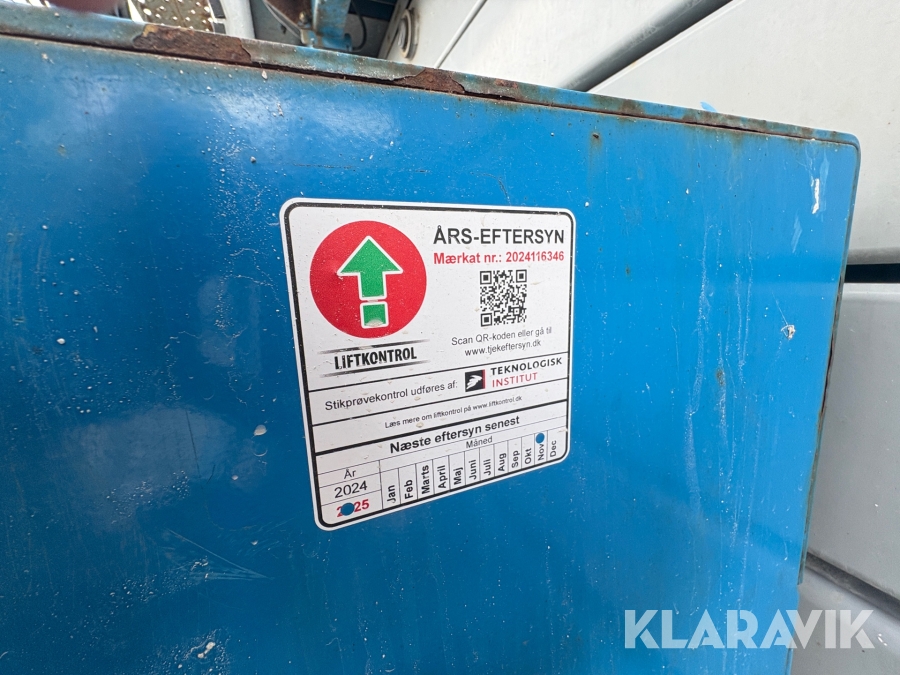 ÅRS-EFTERSYN
Mærkat nr.: 2024116346
Scan QR-koden eller gå til
www.tjekeftersyn.dk
LIFTKONTROL
Stikprøvekontrol udføres af:
TEKNOLOGISK
INSTITUT
Læs mere om liftkontrol på www.liftkontrol.dk
Næste eftersyn senest
År
Måned
2024
2025
Jan
Feb
Marts
April
Maj
Juni
Juli
Aug
Sep
Okt
Nov
Dec
KLARAVIK